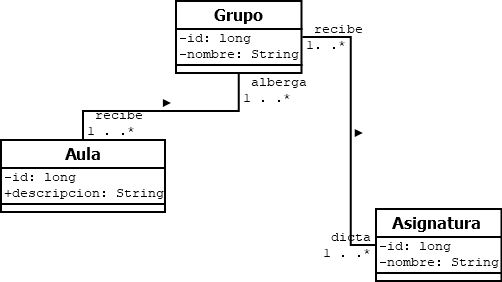 Grupo
-id: long
-nombre: String
recibe
1. .*
alberga
1 . .*
recibe
1 . .*
Aula
-id: long
+descripcion: String
dicta
1 . .*
Asignatura
-id: long
-nombre: String